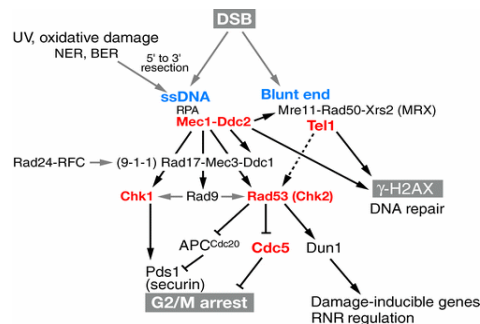 DSB
UV, oxidative damage
NER, BER
5' to 3'
resection
ssDNA
Blunt end
RPA
Mre11-Rad50-Xrs2 (MRX)
Mec1-Ddc2
Tel1
Rad24-RFC
(9-1-1) Rad17-Mec3-Ddc1
γ-H2AX
Chk1
Rad9
Rad53 (Chk2)
DNA repair
APCCdc20
Cdc5
Dun1
Pds1
(securin)
G2/M arrest
Damage-inducible genes
RNR regulation